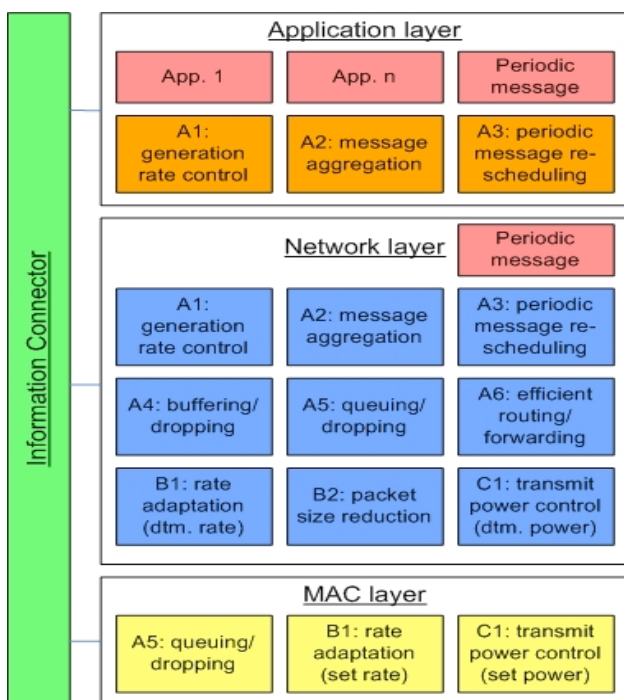 Information Connector
Application layer
App. 1
App. n
Periodic
message
A1:
generation
rate control
A2: message
aggregation
A3: periodic
message re-
scheduling
Network layer
Periodic
message
A1:
generation
rate control
A2: message
aggregation
A3: periodic
message re-
scheduling
A4: buffering/
dropping
A5: queuing/
dropping
A6: efficient
routing/
forwarding
B1: rate
adaptation
(dtm. rate)
B2: packet
size reduction
C1: transmit
power control
(dtm. power)
MAC layer
A5: queuing/
dropping
B1: rate
adaptation
(set rate)
C1: transmit
power control
(set power)